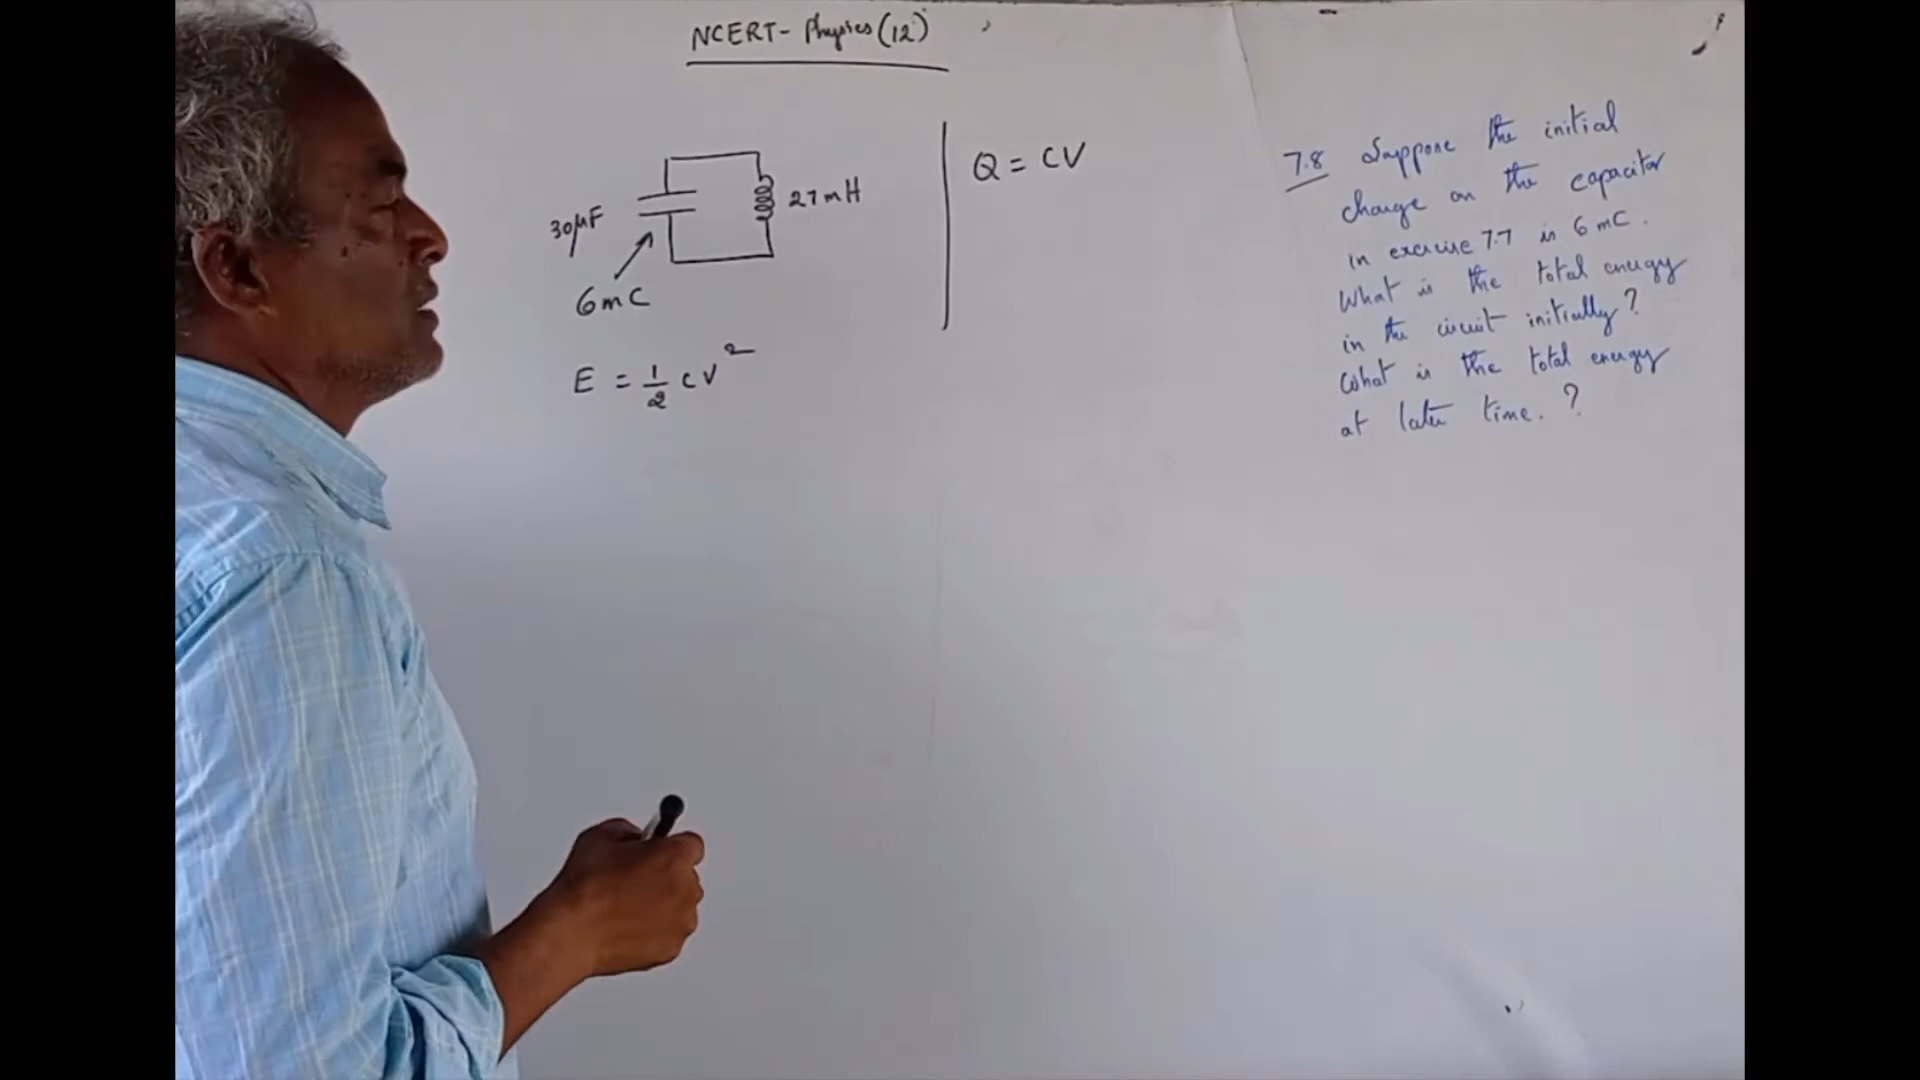 NCERT - Physics (12)
30μF
27mH
6mC
E = 1/2 cv²
Q = CV
7.8 Suppose the initial
charge on the capacitor
in exercise 7.7 is 6 mC.
What is the total energy
in the circuit initially?
What is the total energy
at later time. ?